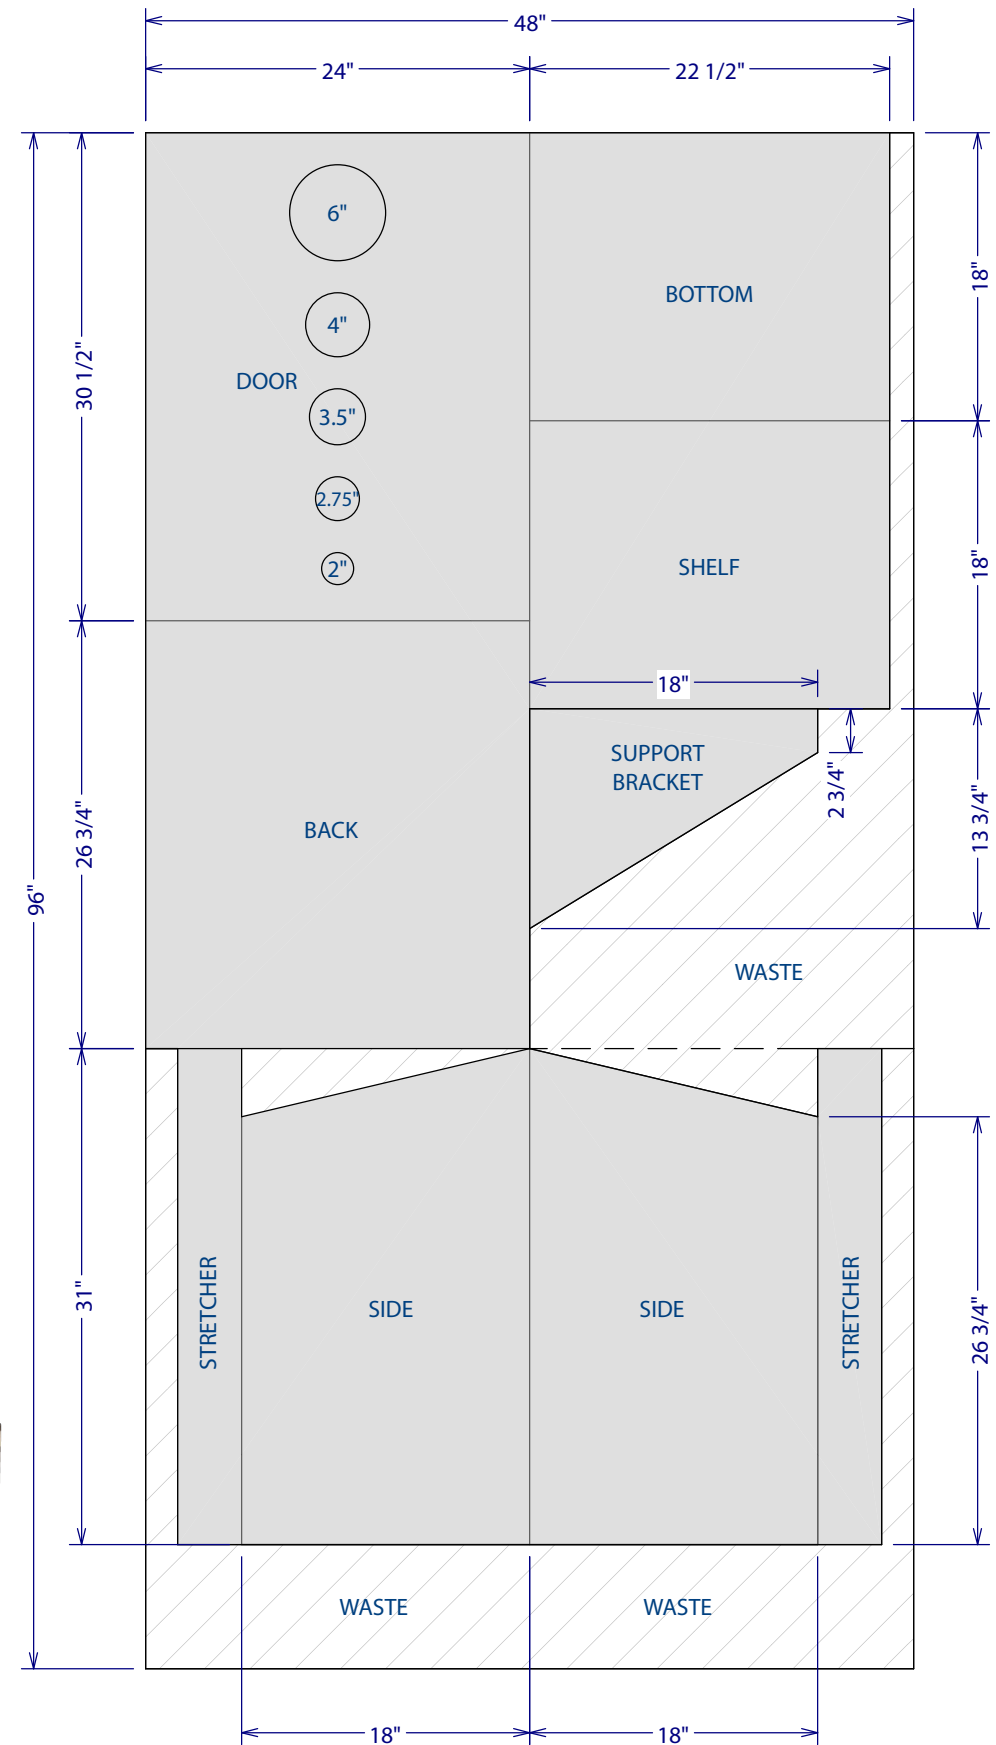 48"
24"
22 1/2"
6"
4"
DOOR
3.5"
2.75"
2"
30 1/2"
BOTTOM
18"
SHELF
18"
18"
SUPPORT
BRACKET
2 3/4"
13 3/4"
BACK
26 3/4"
96"
WASTE
31"
STRETCHER
SIDE
SIDE
STRETCHER
26 3/4"
WASTE
WASTE
18"
18"